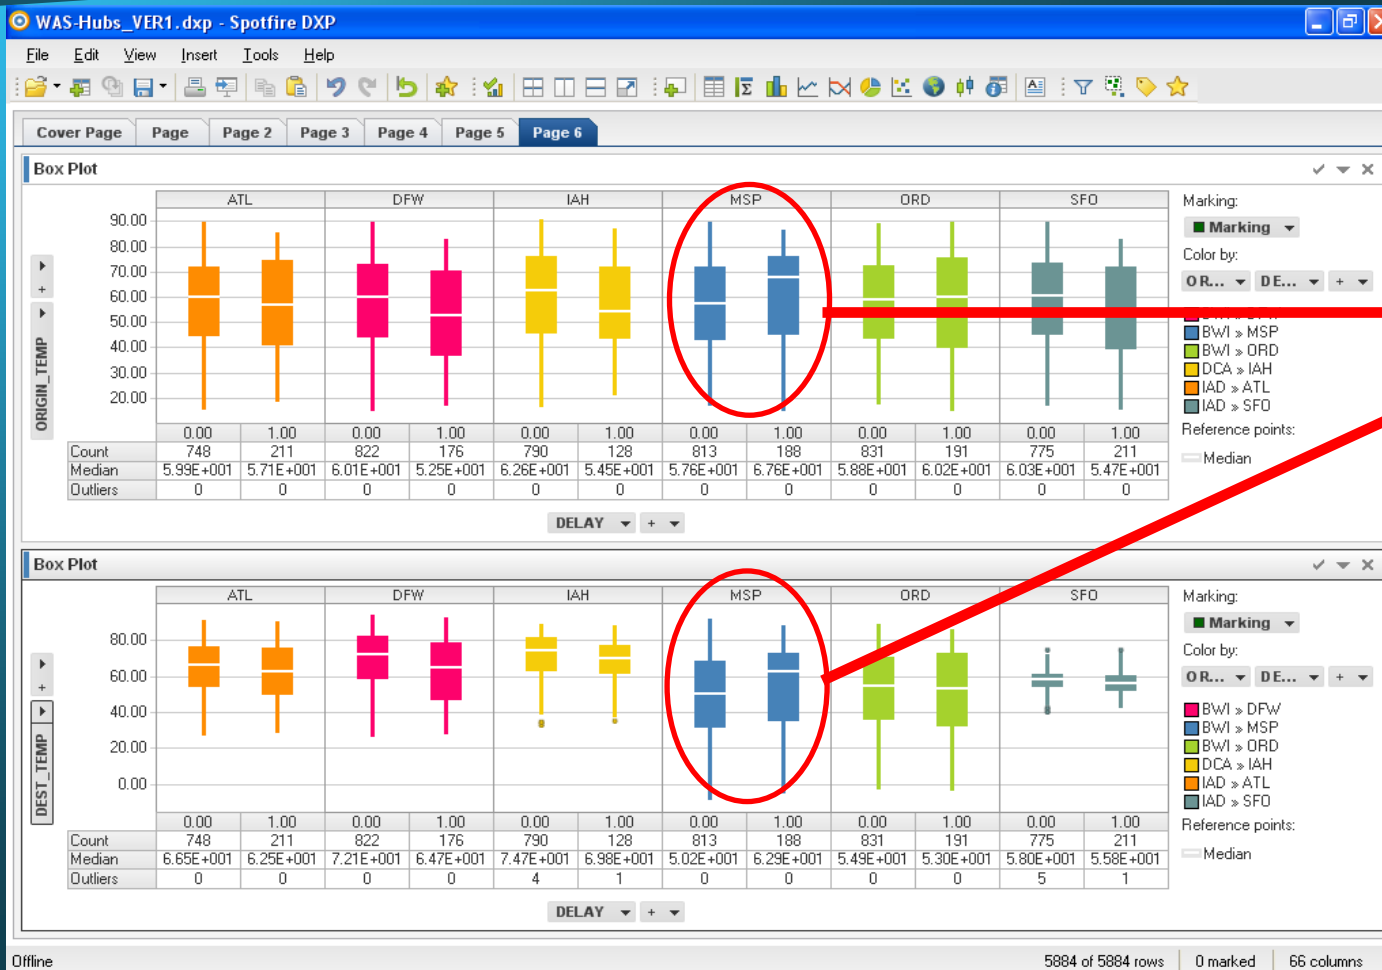 WAS-Hubs_VER1.dxp - Spotfire DXP
File Edit View Insert Tools Help
Cover Page Page Page 2 Page 3 Page 4 Page 5 Page 6
Box Plot
ATL DFW IAH MSP ORD SFO
90.00
80.00
70.00
60.00
50.00
40.00
30.00
20.00
+
ORIGIN_TEMP
0.00 1.00 0.00 1.00 0.00 1.00 0.00 1.00 0.00 1.00 0.00 1.00
Count 748 211 822 176 790 128 813 188 831 191 775 211
Median 5.99E+001 5.71E+001 6.01E+001 5.25E+001 6.26E+001 5.45E+001 5.76E+001 6.76E+001 5.88E+001 6.02E+001 6.03E+001 5.47E+001
Outliers 0 0 0 0 0 0 0 0 0 0 0 0
DELAY +
Marking:
Marking
Color by:
OR... DE... +
BWI » MSP
BWI » ORD
DCA » IAH
IAD » ATL
IAD » SFO
Reference points:
Median
Box Plot
ATL DFW IAH MSP ORD SFO
80.00
60.00
40.00
20.00
0.00
+
DEST_TEMP
0.00 1.00 0.00 1.00 0.00 1.00 0.00 1.00 0.00 1.00 0.00 1.00
Count 748 211 822 176 790 128 813 188 831 191 775 211
Median 6.65E+001 6.25E+001 7.21E+001 6.47E+001 7.47E+001 6.98E+001 5.02E+001 6.29E+001 5.49E+001 5.30E+001 5.80E+001 5.58E+001
Outliers 0 0 0 0 4 1 0 0 0 0 5 1
DELAY +
Marking:
Marking
Color by:
OR... DE... +
BWI » DFW
BWI » MSP
BWI » ORD
DCA » IAH
IAD » ATL
IAD » SFO
Reference points:
Median
Offline 5884 of 5884 rows 0 marked 66 columns